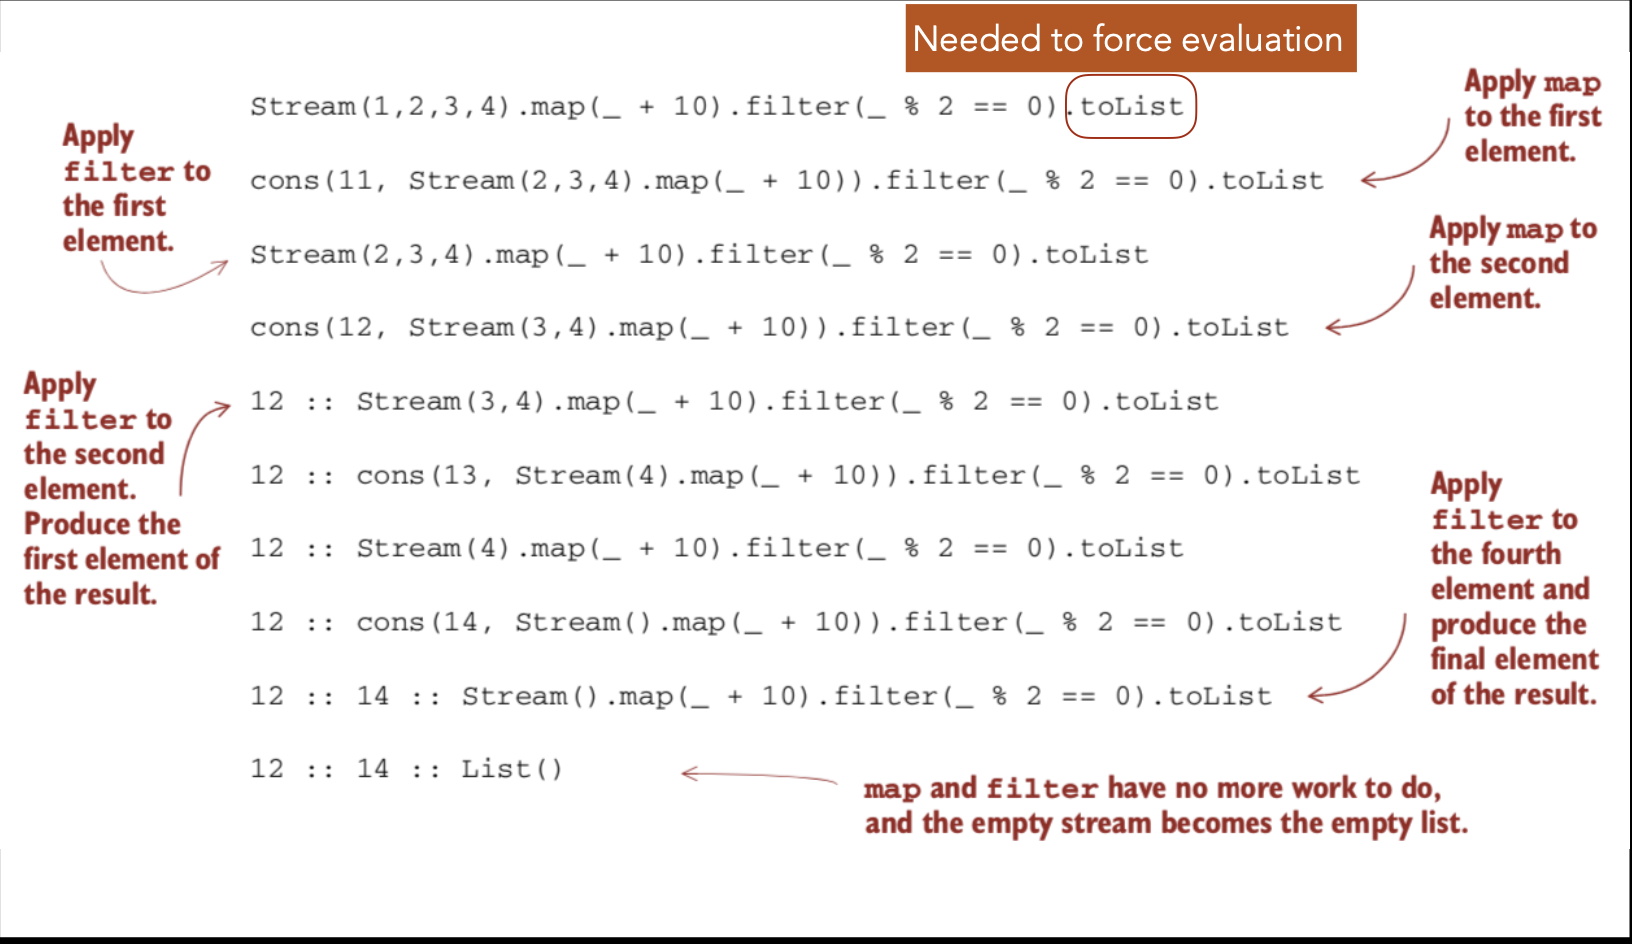 Needed to force evaluation
Stream(1,2,3,4).map(_ + 10).filter(_ % 2 == 0).toList
Apply map
to the first
element.
Apply
filter to
the first
element.
cons(11, Stream(2,3,4).map(_ + 10)).filter(_ % 2 == 0).toList
Stream(2,3,4).map(_ + 10).filter(_ % 2 == 0).toList
Apply map to
the second
element.
cons(12, Stream(3,4).map(_ + 10)).filter(_ % 2 == 0).toList
Apply
filter to
the second
element.
Produce the
first element of
the result.
12 :: Stream(3,4).map(_ + 10).filter(_ % 2 == 0).toList
12 :: cons(13, Stream(4).map(_ + 10)).filter(_ % 2 == 0).toList
12 :: Stream(4).map(_ + 10).filter(_ % 2 == 0).toList
12 :: cons(14, Stream().map(_ + 10)).filter(_ % 2 == 0).toList
Apply
filter to
the fourth
element and
produce the
final element
of the result.
12 :: 14 :: Stream().map(_ + 10).filter(_ % 2 == 0).toList
12 :: 14 :: List()
map and filter have no more work to do,
and the empty stream becomes the empty list.